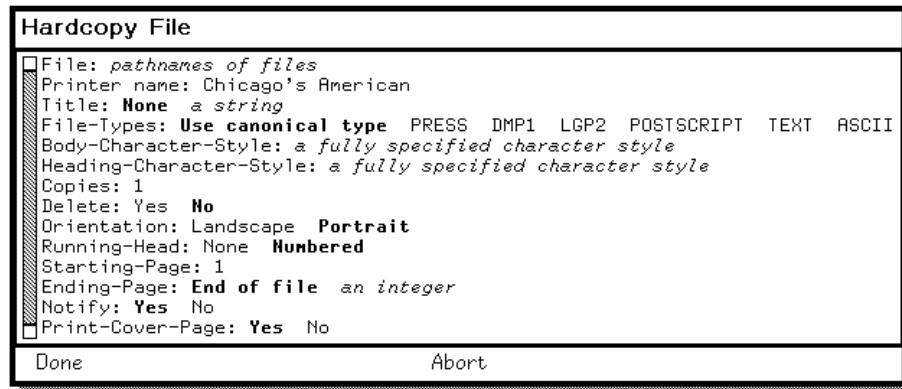 Hardcopy File
File: pathnames of files
Printer name: Chicago's American
Title: None a string
File-Types: Use canonical type PRESS DMP1 LGP2 POSTSCRIPT TEXT ASCII
Body-Character-Style: a fully specified character style
Heading-Character-Style: a fully specified character style
Copies: 1
Delete: Yes No
Orientation: Landscape Portrait
Running-Head: None Numbered
Starting-Page: 1
Ending-Page: End of file an integer
Notify: Yes No
Print-Cover-Page: Yes No
Done Abort